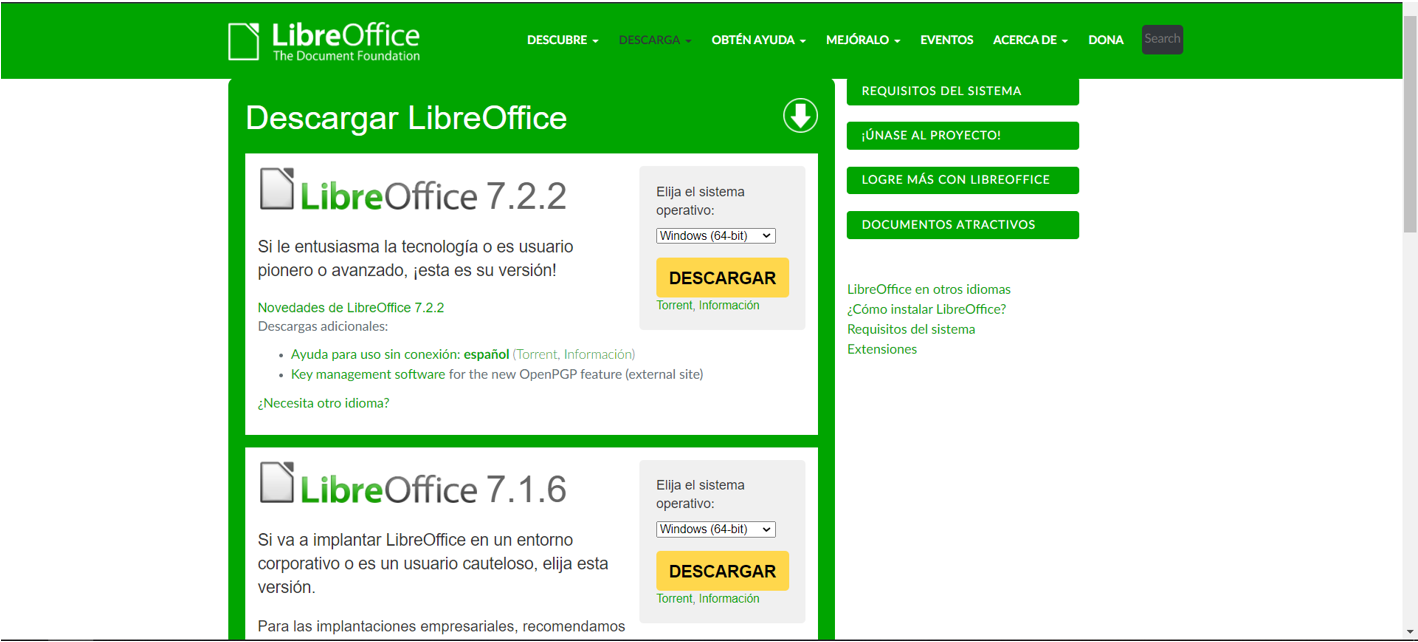 LibreOffice
The Document Foundation
DESCUBRE DESCARGA OBTÉN AYUDA MEJÓRALO EVENTOS ACERCA DE DONA Search
Descargar LibreOffice
LibreOffice 7.2.2
Si le entusiasma la tecnología o es usuario
pionero o avanzado, ¡esta es su versión!
Novedades de LibreOffice 7.2.2
Descargas adicionales:
• Ayuda para uso sin conexión: español (Torrent, Información)
• Key management software for the new OpenPGP feature (external site)
¿Necesita otro idioma?
Elija el sistema
operativo:
Windows (64-bit)
DESCARGAR
Torrent, Información
LibreOffice 7.1.6
Si va a implantar LibreOffice en un entorno
corporativo o es un usuario cauteloso, elija esta
versión.
Para las implantaciones empresariales, recomendamos
Elija el sistema
operativo:
Windows (64-bit)
DESCARGAR
Torrent, Información
REQUISITOS DEL SISTEMA
¡ÚNASE AL PROYECTO!
LOGRE MÁS CON LIBREOFFICE
DOCUMENTOS ATRACTIVOS
LibreOffice en otros idiomas
¿Cómo instalar LibreOffice?
Requisitos del sistema
Extensiones